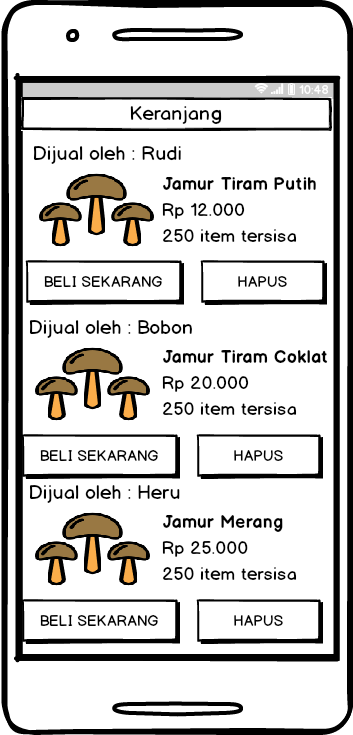 10:48
Keranjang
Dijual oleh : Rudi
Jamur Tiram Putih
Rp 12.000
250 item tersisa
BELI SEKARANG
HAPUS
Dijual oleh : Bobon
Jamur Tiram Coklat
Rp 20.000
250 item tersisa
BELI SEKARANG
HAPUS
Dijual oleh : Heru
Jamur Merang
Rp 25.000
250 item tersisa
BELI SEKARANG
HAPUS